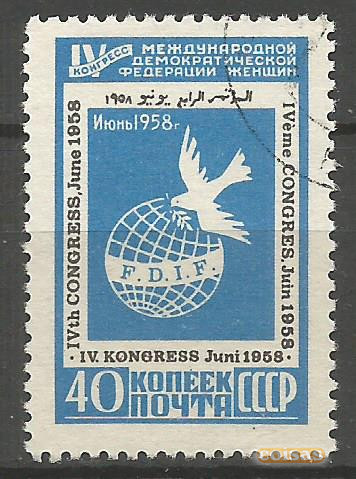 IV КОНГРЕСС МЕЖДУНАРОДНОЙ
ДЕМОКРАТИЧЕСКОЙ
ФЕДЕРАЦИИ ЖЕНЩИН
المؤتمر الرابع يونيو ١٩٥٨
Июнь 1958 г
IVth CONGRESS, June 1958
IVème CONGRES, Juin 1958
F.D.I.F.
· IV. KONGRESS Juni 1958 ·
40 КОПЕЕК
ПОЧТА СССР